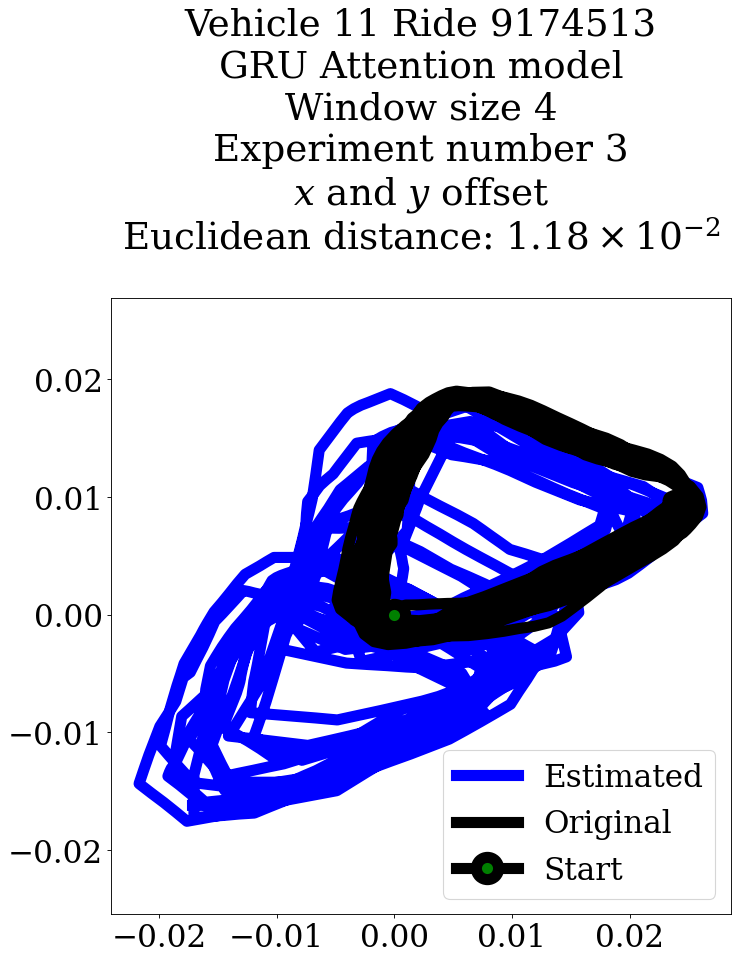 Vehicle 11 Ride 9174513
GRU Attention model
Window size 4
Experiment number 3
x and y offset
Euclidean distance: 1.18 × 10⁻²
0.02
0.01
0.00
−0.01
−0.02
−0.02
−0.01
0.00
0.01
0.02
Estimated
Original
Start